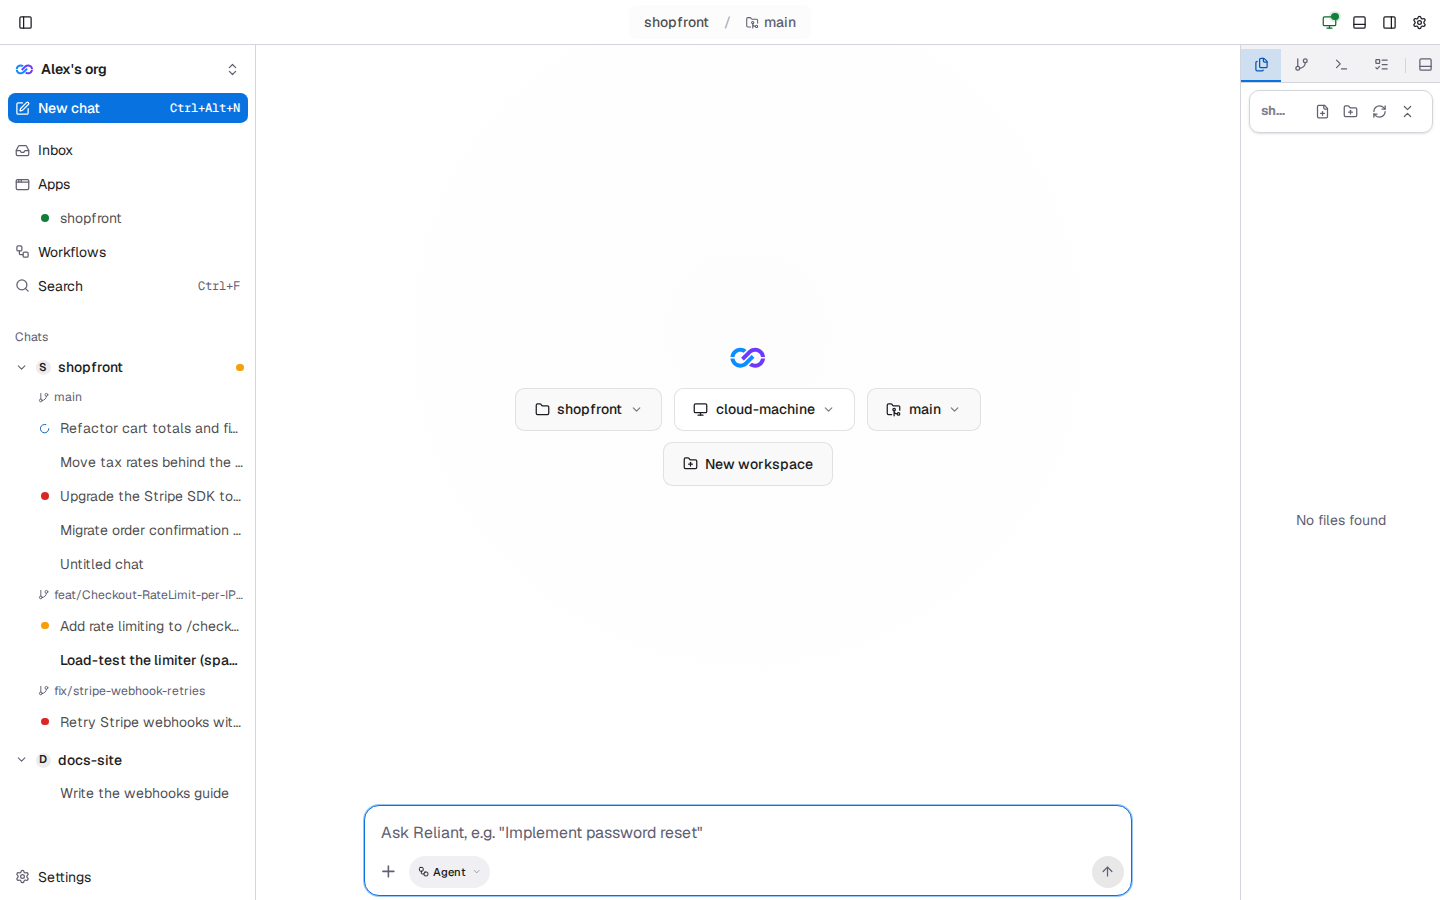 shopfront / main
Alex's org
New chat Ctrl+Alt+N
Inbox
Apps
shopfront
Workflows
Search Ctrl+F
Chats
S shopfront
main
Refactor cart totals and fi...
Move tax rates behind the ...
Upgrade the Stripe SDK to...
Migrate order confirmation ...
Untitled chat
feat/Checkout-RateLimit-per-IP...
Add rate limiting to /check...
Load-test the limiter (spa...
fix/stripe-webhook-retries
Retry Stripe webhooks wit...
D docs-site
Write the webhooks guide
Settings
shopfront
cloud-machine
main
New workspace
Ask Reliant, e.g. "Implement password reset"
Agent
sh...
No files found